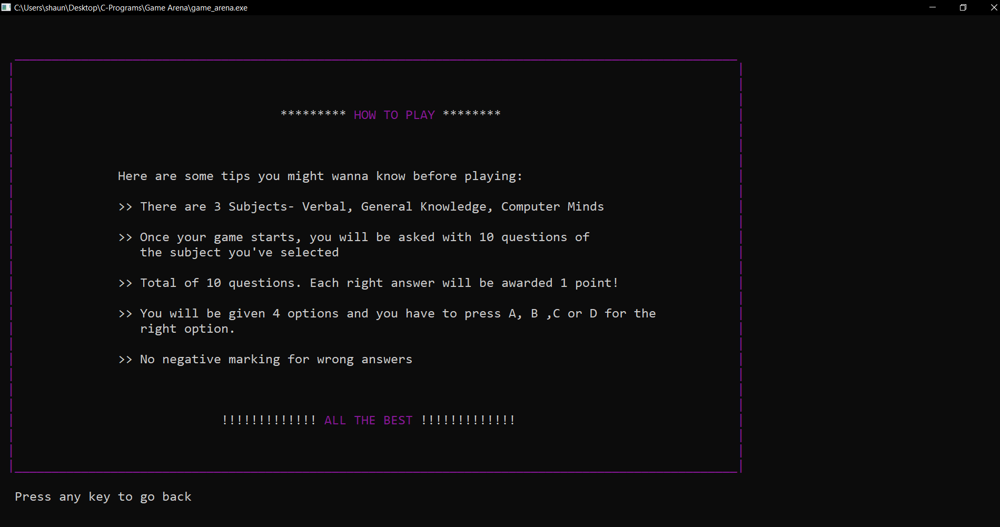 C:\Users\shaun\Desktop\C-Programs\Game Arena\game_arena.exe
********* HOW TO PLAY ********
Here are some tips you might wanna know before playing:
>> There are 3 Subjects- Verbal, General Knowledge, Computer Minds
>> Once your game starts, you will be asked with 10 questions of
the subject you've selected
>> Total of 10 questions. Each right answer will be awarded 1 point!
>> You will be given 4 options and you have to press A, B ,C or D for the
right option.
>> No negative marking for wrong answers
!!!!!!!!!!!!! ALL THE BEST !!!!!!!!!!!!!
Press any key to go back